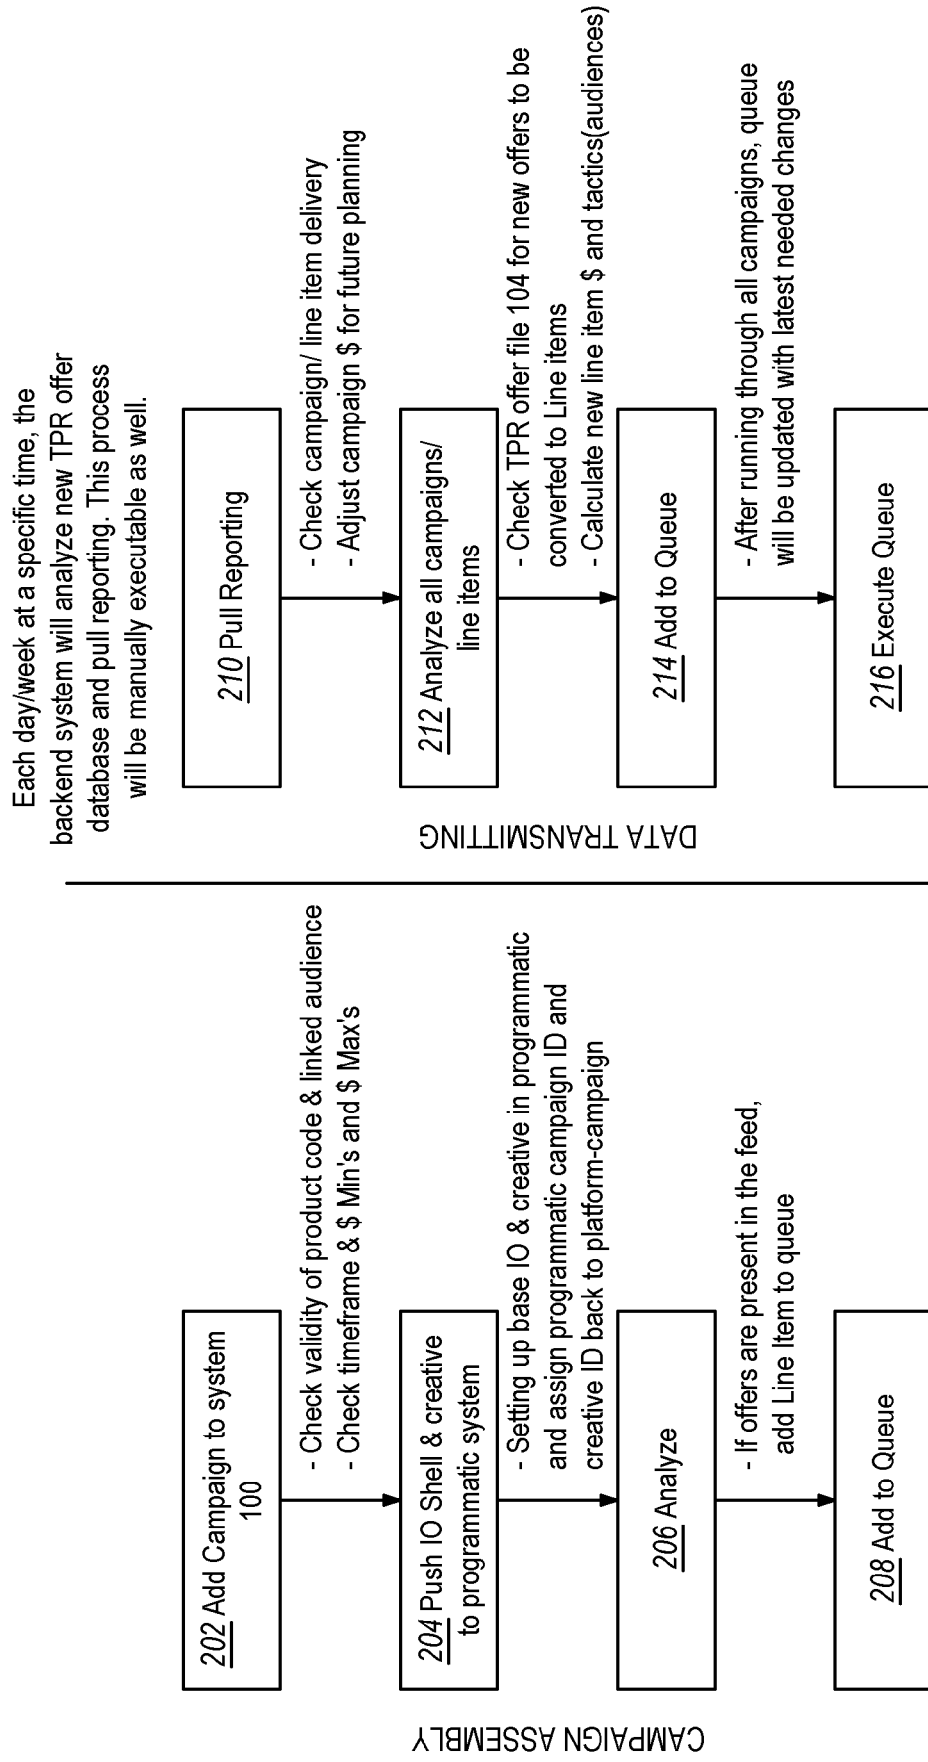 CAMPAIGN ASSEMBLY
202 Add Campaign to system
100
- Check validity of product code & linked audience
- Check timeframe & $ Min's and $ Max's
204 Push IO Shell & creative
to programmatic system
- Setting up base IO & creative in programmatic
and assign programmatic campaign ID and
creative ID back to platform-campaign
206 Analyze
- If offers are present in the feed,
add Line Item to queue
208 Add to Queue
Each day/week at a specific time, the
backend system will analyze new TPR offer
database and pull reporting. This process
will be manually executable as well.
DATA TRANSMITTING
210 Pull Reporting
- Check campaign/ line item delivery
- Adjust campaign $ for future planning
212 Analyze all campaigns/
line items
- Check TPR offer file 104 for new offers to be
converted to Line items
- Calculate new line item $ and tactics(audiences)
214 Add to Queue
- After running through all campaigns, queue
will be updated with latest needed changes
216 Execute Queue